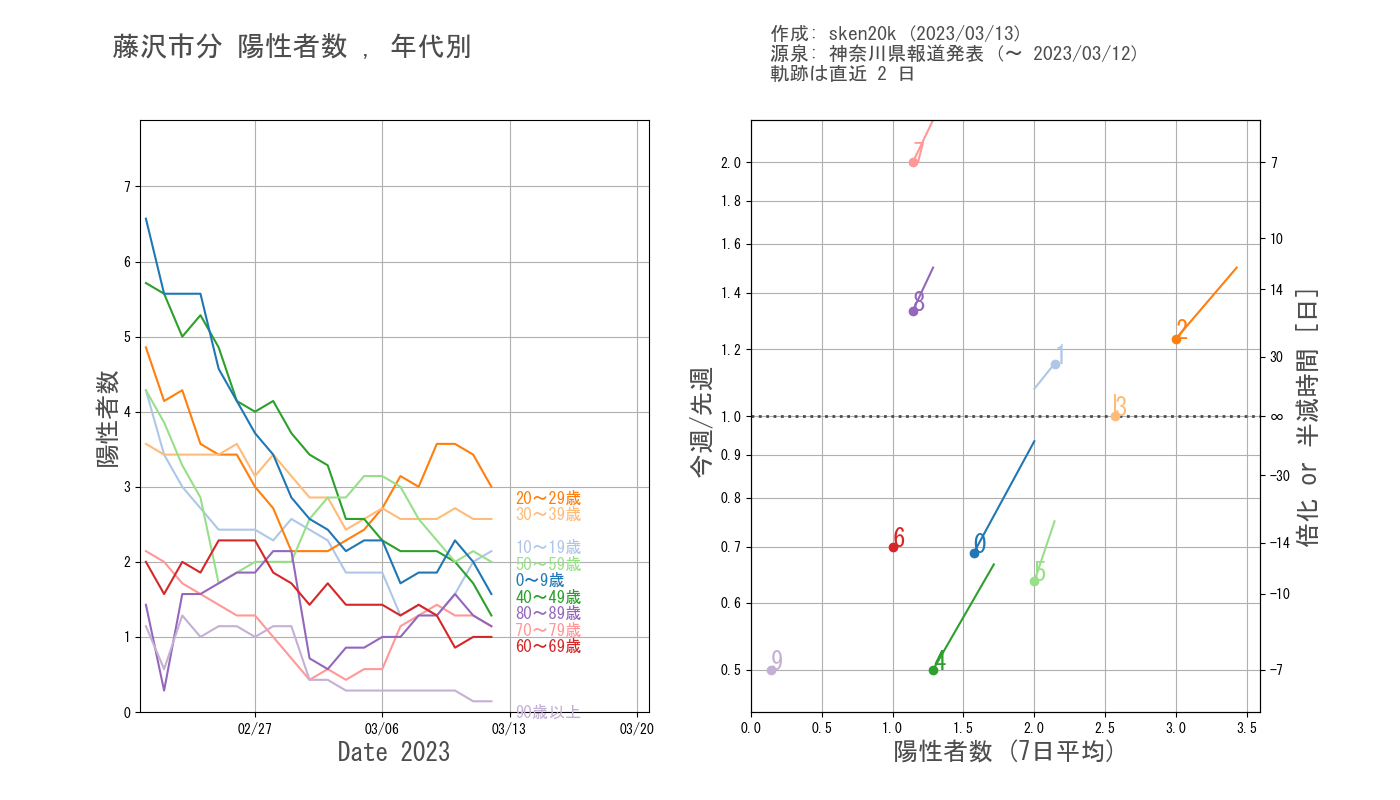 藤沢市分 陽性者数 , 年代別
作成: sken20k (2023/03/13)
源泉: 神奈川県報道発表 (〜 2023/03/12)
軌跡は直近 2 日
陽性者数
7
6
5
4
3
2
1
0
02/27
03/06
03/13
03/20
Date 2023
20〜29歳
30〜39歳
10〜19歳
50〜59歳
0〜9歳
40〜49歳
80〜89歳
70〜79歳
60〜69歳
90歳以上
今週/先週
2.0
1.8
1.6
1.4
1.2
1.0
0.9
0.8
0.7
0.6
0.5
7
8
2
1
3
6
0
5
4
9
0.0
0.5
1.0
1.5
2.0
2.5
3.0
3.5
陽性者数 (7日平均)
7
10
14
30
∞
-30
-14
-10
-7
倍化 or 半減時間 [日]